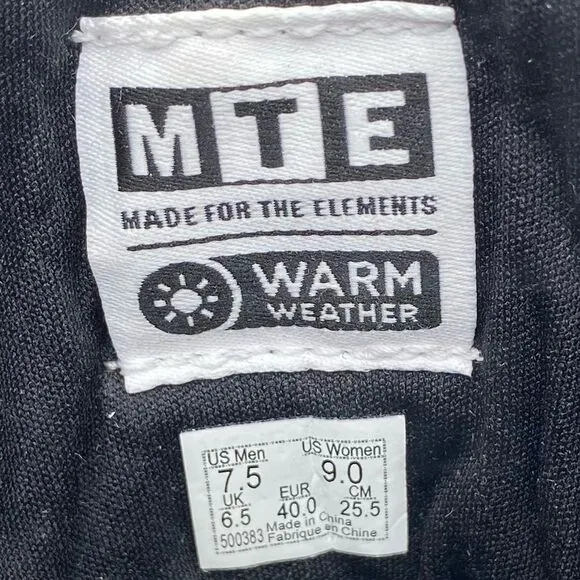 MTE
MADE FOR THE ELEMENTS
WARM
WEATHER
US Men US Women
7.5 9.0
UK EUR CM
6.5 40.0 25.5
500383 Made in China
Fabriqué en Chine